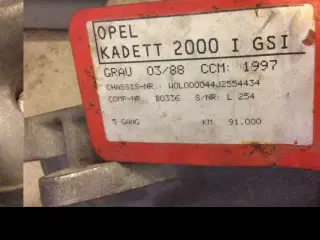 OPEL
KADETT 2000 I GSI
GRAU 03/88 CCM: 1997
CHASSIS-NR.: WOL000044J2554434
COMP-NR.: 80336 S/NR: L 254
5 GANG KM: 91.000